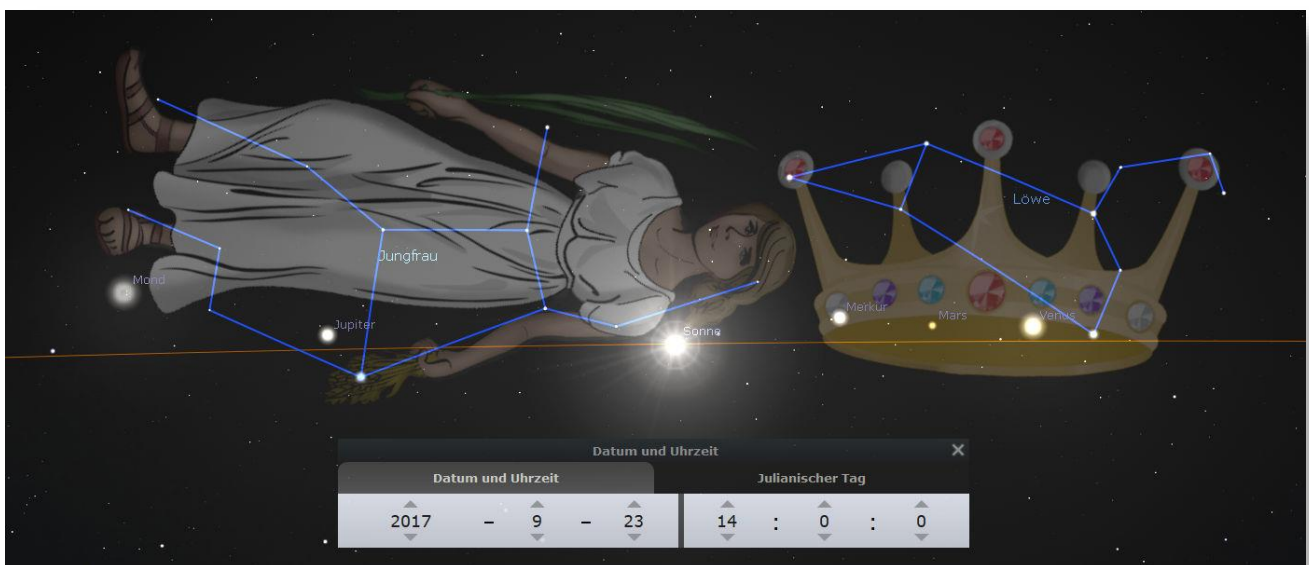 Löwe
Jungfrau
Mond
Merkur
Mars
Venus
Jupiter
Sonne
Datum und Uhrzeit
Datum und Uhrzeit
Julianischer Tag
2017 – 9 – 23 14 : 0 : 0